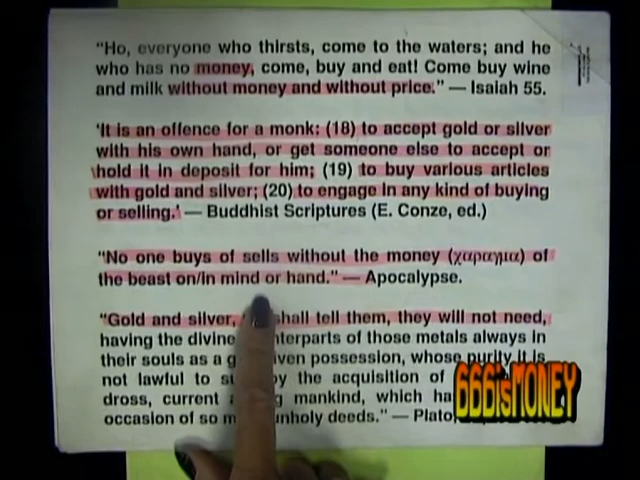 “Ho, everyone who thirsts, come to the waters; and he
who has no money, come, buy and eat! Come buy wine
and milk without money and without price.” — Isaiah 55.
‘It is an offence for a monk: (18) to accept gold or silver
with his own hand, or get someone else to accept or
hold it in deposit for him; (19) to buy various articles
with gold and silver; (20) to engage in any kind of buying
or selling.’ — Buddhist Scriptures (E. Conze, ed.)
“No one buys of sells without the money (χαραγμα) of
the beast on/in mind or hand.” — Apocalypse.
“Gold and silver, shall tell them, they will not need,
having the divine of those metals always in
their souls as a whose purity it is
not lawful to by the acquisition of
dross, current mankind, which
occasion of so unholy deeds.” — Plato,
666isMONEY